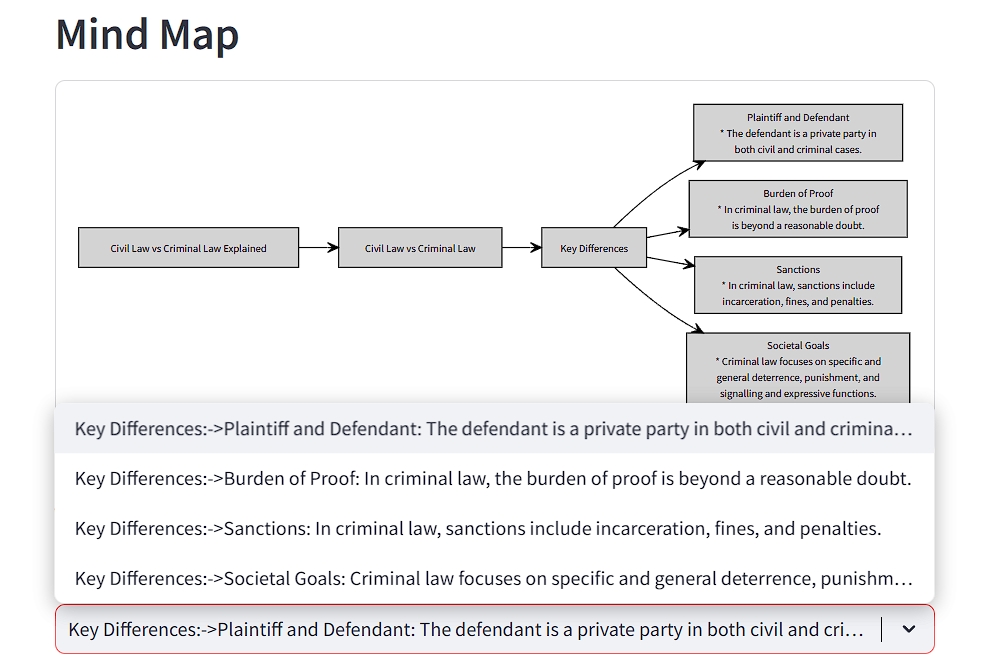 Mind Map
Civil Law vs Criminal Law Explained
Civil Law vs Criminal Law
Key Differences
Plaintiff and Defendant
* The defendant is a private party in
both civil and criminal cases.
Burden of Proof
* In criminal law, the burden of proof
is beyond a reasonable doubt.
Sanctions
* In criminal law, sanctions include
incarceration, fines, and penalties.
Societal Goals
* Criminal law focuses on specific and
general deterrence, punishment, and
signalling and expressive functions.
Key Differences:->Plaintiff and Defendant: The defendant is a private party in both civil and crimina...
Key Differences:->Burden of Proof: In criminal law, the burden of proof is beyond a reasonable doubt.
Key Differences:->Sanctions: In criminal law, sanctions include incarceration, fines, and penalties.
Key Differences:->Societal Goals: Criminal law focuses on specific and general deterrence, punishm...
Key Differences:->Plaintiff and Defendant: The defendant is a private party in both civil and cri...